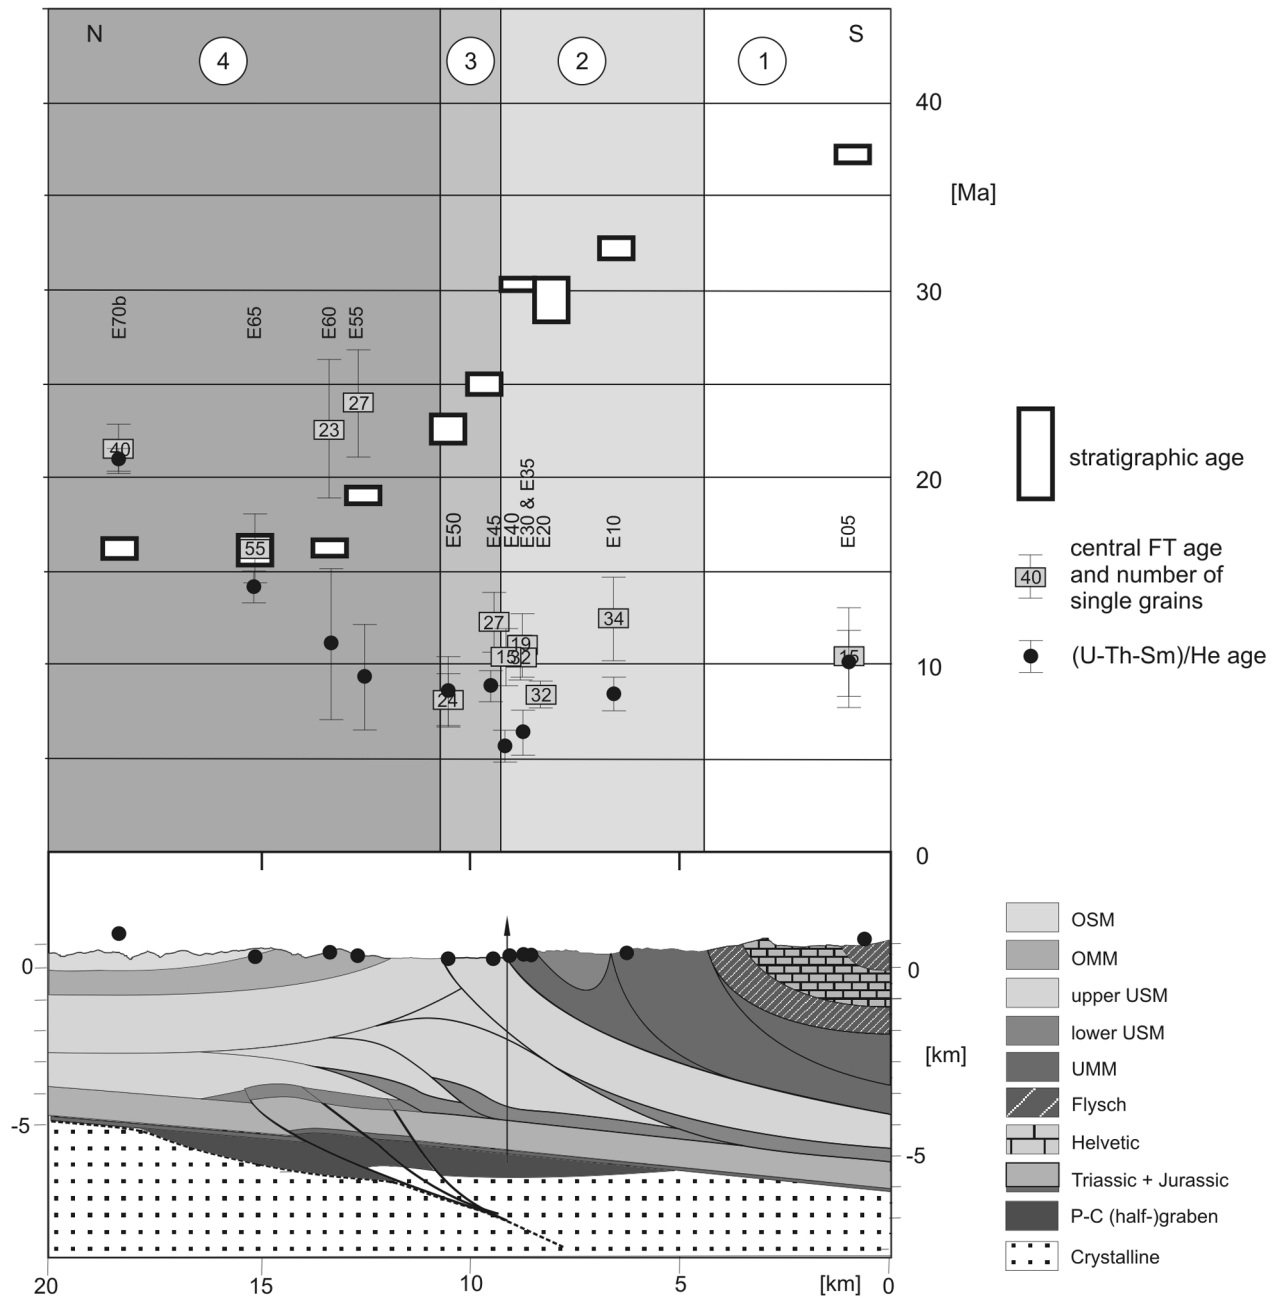 N
S
4
3
2
1
40
[Ma]
30
E70b
E65
E60
E55
27
23
40
20
E50
E45
E40
E30 & E35
E20
E10
E05
55
27
34
19
15
32
15
10
24
32
0
stratigraphic age
central FT age
40
and number of
single grains
(U-Th-Sm)/He age
OSM
OMM
upper USM
lower USM
UMM
Flysch
Helvetic
Triassic + Jurassic
P-C (half-)graben
Crystalline
0
0
[km]
-5
-5
20
15
10
5
[km]
0